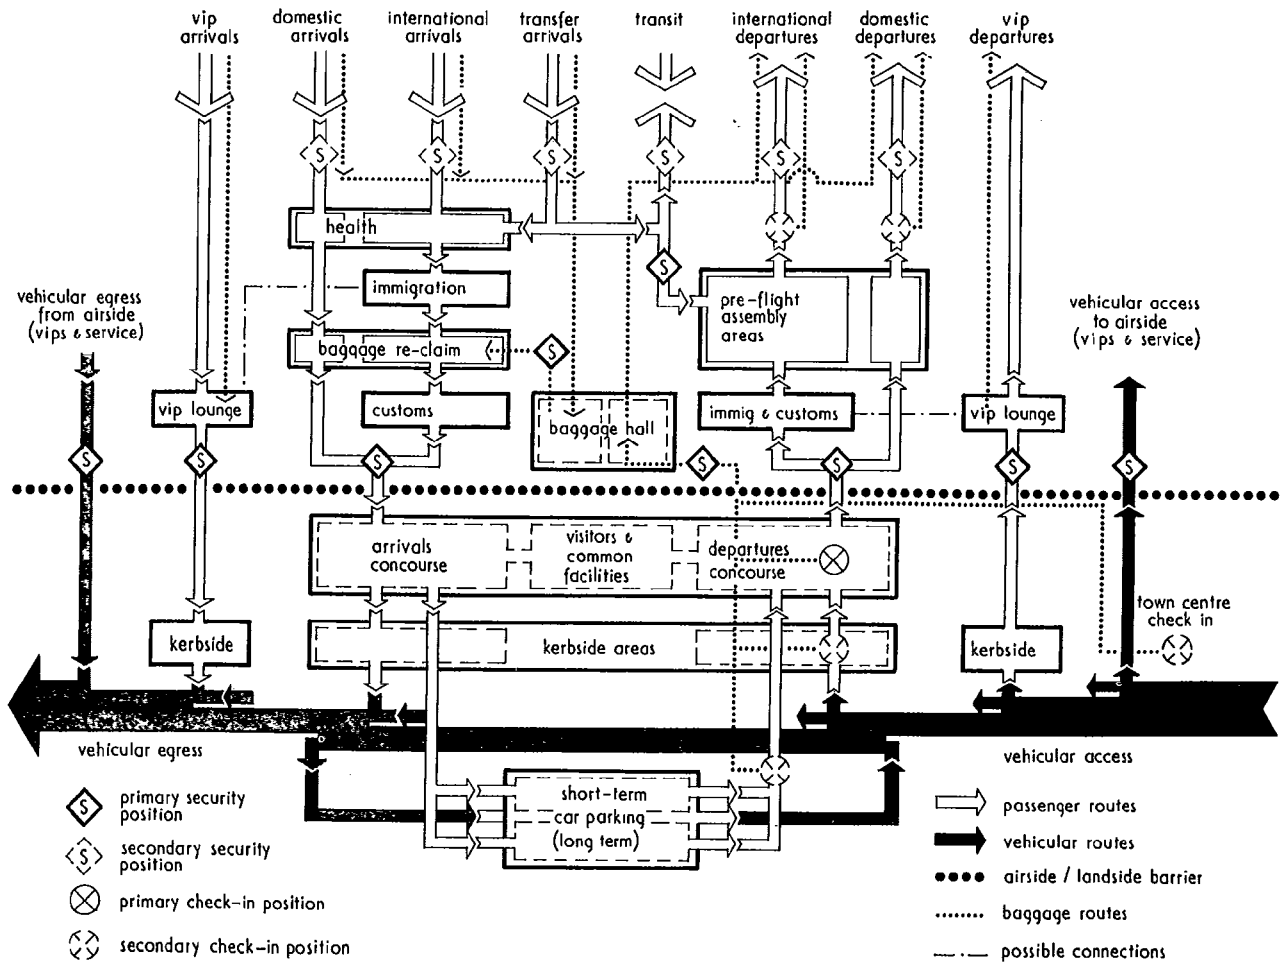 vip
arrivals
domestic
arrivals
international
arrivals
transfer
arrivals
transit
international
departures
domestic
departures
vip
departures
S
S
S
S
S
S
health
S
immigration
pre-flight
assembly
areas
vehicular egress
from airside
(vips & service)
vehicular access
to airside
(vips & service)
baggage re-claim
S
vip lounge
customs
baggage hall
immig & customs
vip lounge
S
S
S
S
S
S
S
arrivals
concourse
visitors &
common
facilities
departures
concourse
town centre
check in
kerbside
kerbside areas
kerbside
vehicular egress
vehicular access
short-term
car parking
(long term)
S
primary security
position
S
secondary security
position
primary check-in position
secondary check-in position
passenger routes
vehicular routes
airside / landside barrier
baggage routes
possible connections